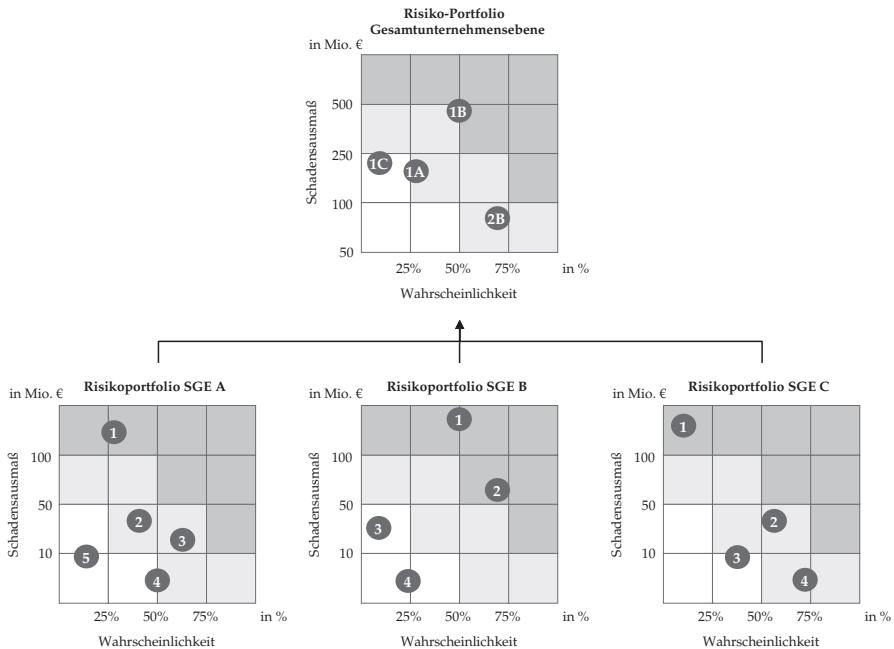 Risiko-Portfolio
Gesamtunternehmensebene
in Mio. €
Schadensausmaß
500
250
100
50
1B
1C
1A
2B
25% 50% 75% in %
Wahrscheinlichkeit
in Mio. € Risikoportfolio SGE A
Schadensausmaß
100
50
10
1
2
3
5
4
25% 50% 75% in %
Wahrscheinlichkeit
in Mio. € Risikoportfolio SGE B
Schadensausmaß
100
50
10
1
2
3
4
25% 50% 75% in %
Wahrscheinlichkeit
in Mio. € Risikoportfolio SGE C
Schadensausmaß
100
50
10
1
2
3
4
25% 50% 75% in %
Wahrscheinlichkeit